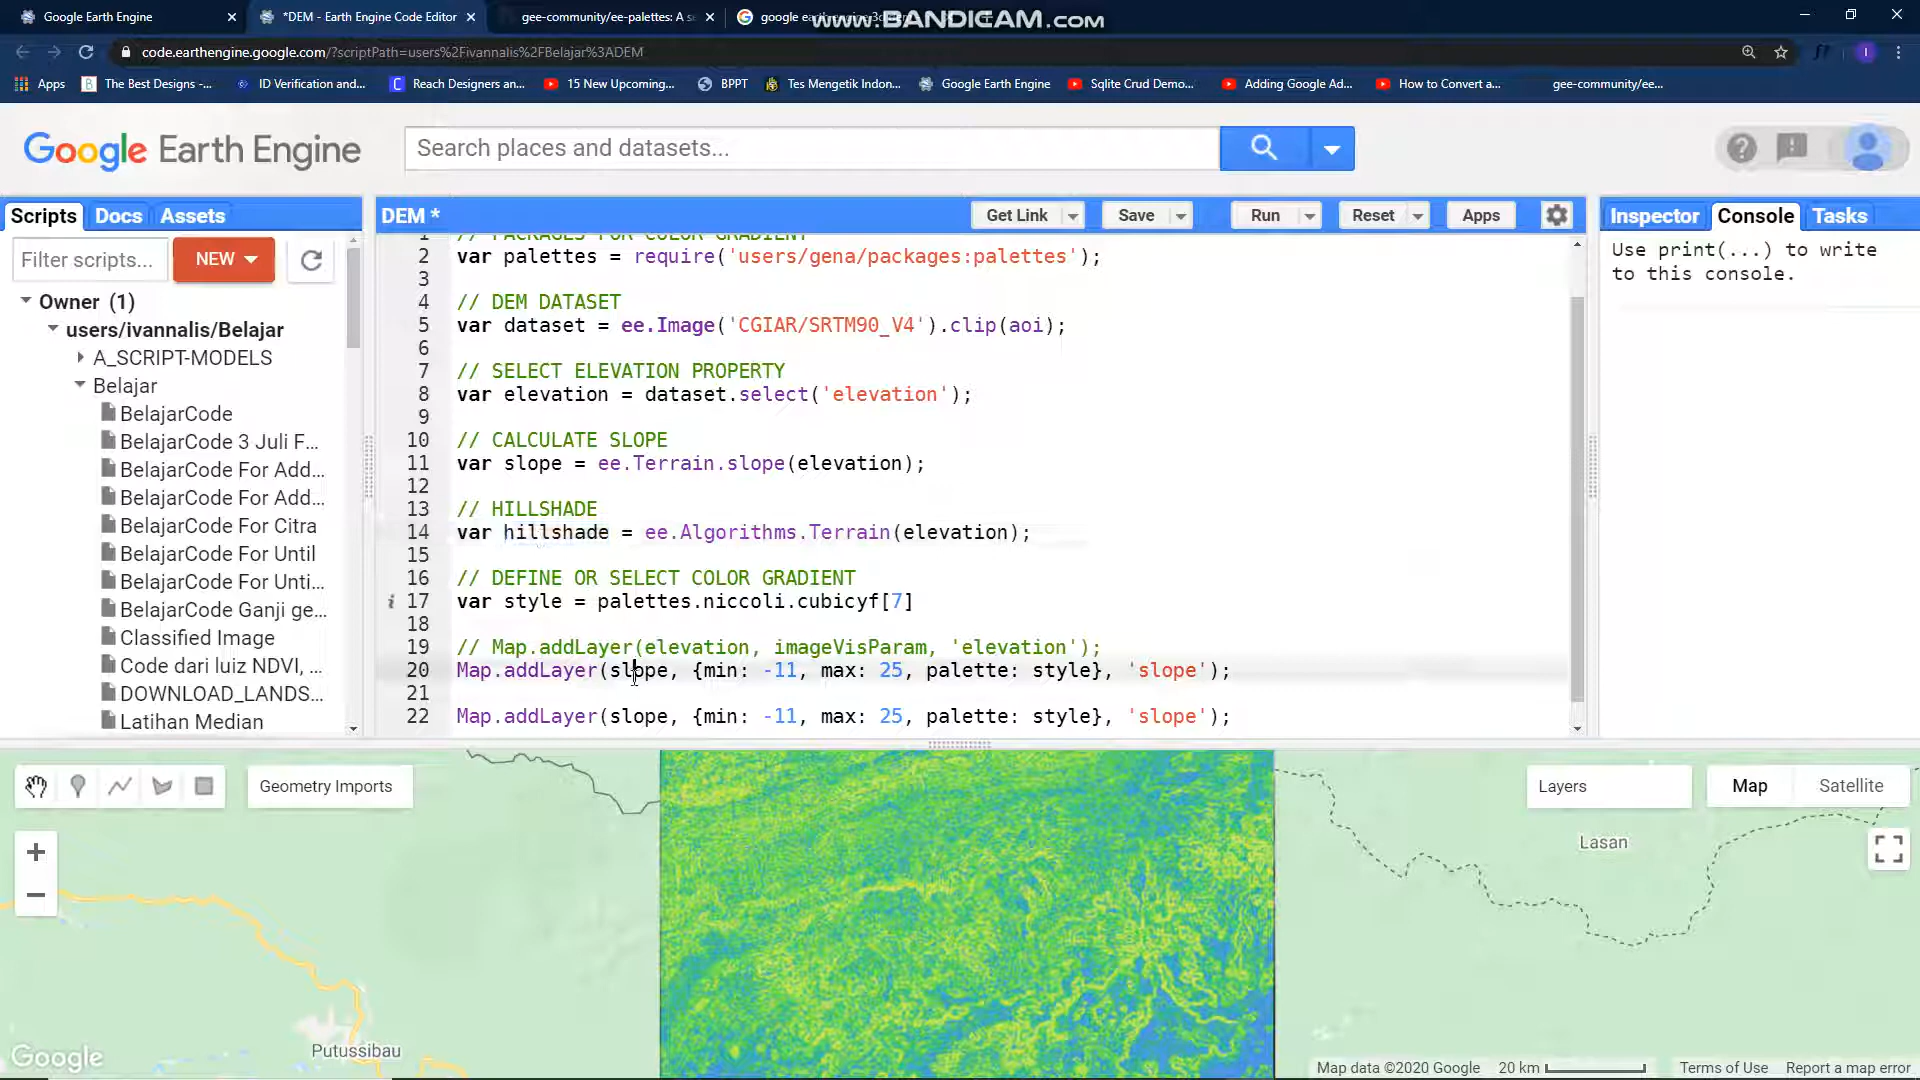 Google Earth Engine
*DEM - Earth Engine Code Editor
gee-community/ee-palettes: A s
www.BANDICAM.com
code.earthengine.google.com/?scriptPath=users%2Fivannalis%2FBelajar%3ADEM
Apps
The Best Designs -...
ID Verification and...
Reach Designers an...
15 New Upcoming...
BPPT
Tes Mengetik Indon...
Google Earth Engine
Sqlite Crud Demo...
Adding Google Ad...
How to Convert a...
gee-community/ee...
Google Earth Engine
Search places and datasets...
Scripts Docs Assets
Filter scripts...
NEW
Owner (1)
users/ivannalis/Belajar
A_SCRIPT-MODELS
Belajar
BelajarCode
BelajarCode 3 Juli F...
BelajarCode For Add...
BelajarCode For Add...
BelajarCode For Citra
BelajarCode For Until
BelajarCode For Unti...
BelajarCode Ganji ge...
Classified Image
Code dari luiz NDVI, ...
DOWNLOAD_LANDS...
Latihan Median
DEM *
Get Link
Save
Run
Reset
Apps
1 // PACKAGES FOR COLOR GRADIENT
2 var palettes = require('users/gena/packages:palettes');
3
4 // DEM DATASET
5 var dataset = ee.Image('CGIAR/SRTM90_V4').clip(aoi);
6
7 // SELECT ELEVATION PROPERTY
8 var elevation = dataset.select('elevation');
9
10 // CALCULATE SLOPE
11 var slope = ee.Terrain.slope(elevation);
12
13 // HILLSHADE
14 var hillshade = ee.Algorithms.Terrain(elevation);
15
16 // DEFINE OR SELECT COLOR GRADIENT
i 17 var style = palettes.niccoli.cubicyf[7]
18
19 // Map.addLayer(elevation, imageVisParam, 'elevation');
20 Map.addLayer(slope, {min: -11, max: 25, palette: style}, 'slope');
21
22 Map.addLayer(slope, {min: -11, max: 25, palette: style}, 'slope');
Inspector Console Tasks
Use print(...) to write
to this console.
Geometry Imports
Layers
Map
Satellite
Lasan
Putussibau
Google
Map data ©2020 Google
20 km
Terms of Use
Report a map error